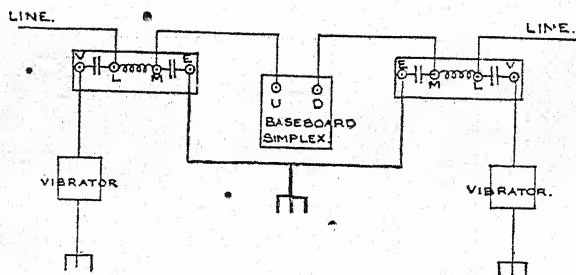 LINE.
LINE.
V L M E
E M L V
U D
BASEBOARD
SIMPLEX.
VIBRATOR
VIBRATOR.